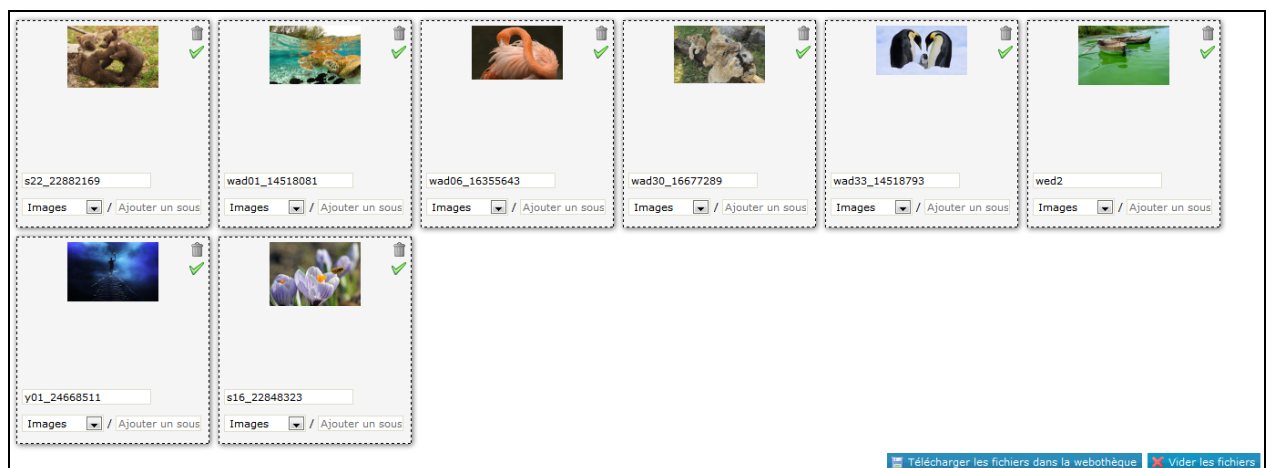 s22_22882169 wad01_14518081 wad06_16355643 wad30_16677289 wad33_14518793 wed2
Images / Ajouter un sous Images / Ajouter un sous Images / Ajouter un sous Images / Ajouter un sous Images / Ajouter un sous Images / Ajouter un sous
y01_24668511 s16_22848323
Images / Ajouter un sous Images / Ajouter un sous
Télécharger les fichiers dans la webothèque Vider les fichiers